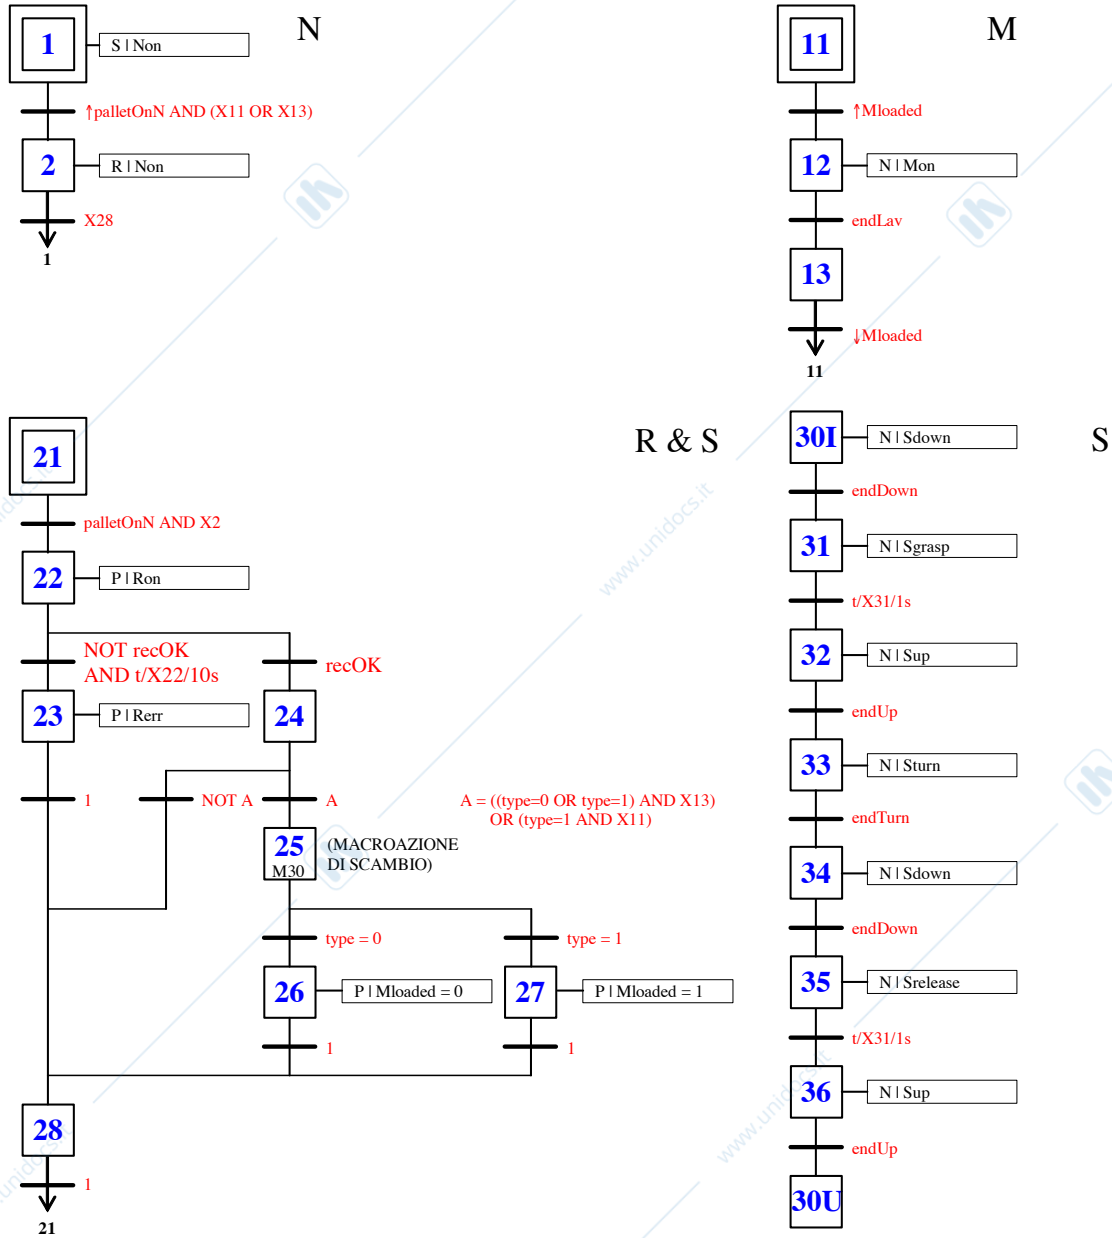 N
1
S | Non
↑palletOnN AND (X11 OR X13)
2
R | Non
X28
1
M
11
↑Mloaded
12
N | Mon
endLav
13
↓Mloaded
11
R & S
21
palletOnN AND X2
22
P | Ron
NOT recOK
AND t/X22/10s
recOK
23
P | Rerr
24
1
NOT A
A
A = ((type=0 OR type=1) AND X13)
OR (type=1 AND X11)
25
M30
(MACROAZIONE
DI SCAMBIO)
type = 0
type = 1
26
P | Mloaded = 0
27
P | Mloaded = 1
1
1
28
1
21
S
30I
N | Sdown
endDown
31
N | Sgrasp
t/X31/1s
32
N | Sup
endUp
33
N | Sturn
endTurn
34
N | Sdown
endDown
35
N | Srelease
t/X31/1s
36
N | Sup
endUp
30U
www.unidocs.it
www.unidocs.it